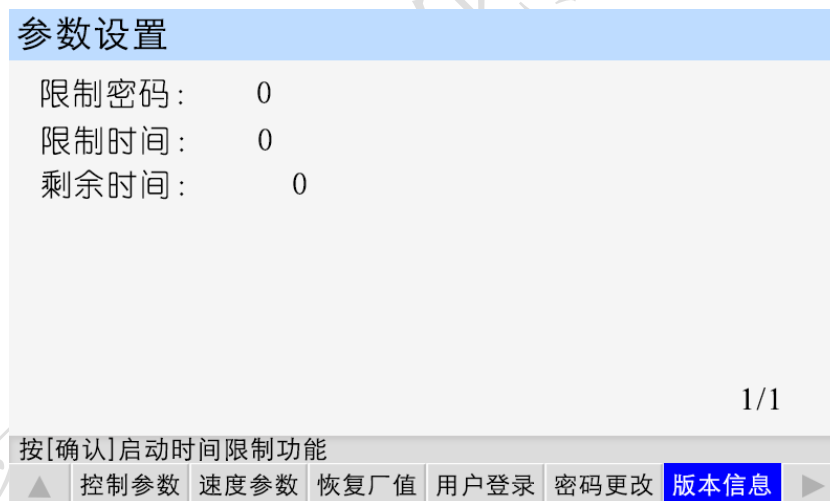 参数设置
限制密码： 0
限制时间： 0
剩余时间： 0
1/1
按[确认]启动时间限制功能
控制参数 速度参数 恢复厂值 用户登录 密码更改 版本信息